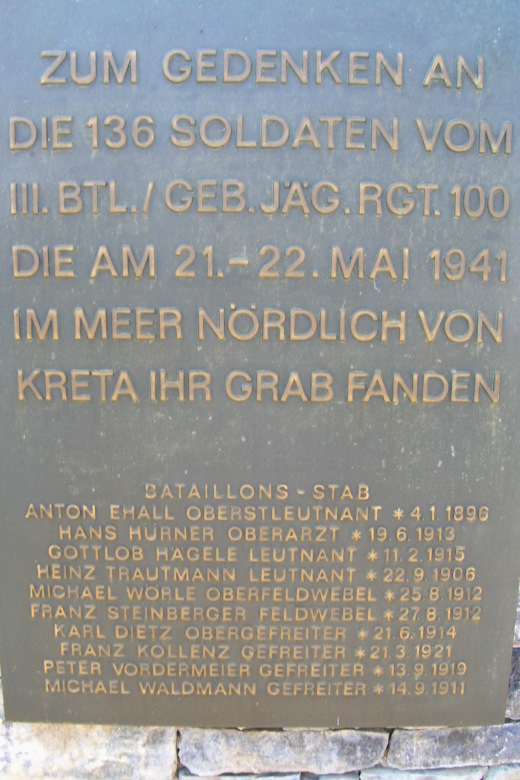 ZUM GEDENKEN AN
DIE 136 SOLDATEN VOM
III. BTL./ GEB. JÄG. RGT. 100
DIE AM 21.–22. MAI 1941
IM MEER NÖRDLICH VON
KRETA IHR GRAB FANDEN
BATAILLONS - STAB
ANTON EHALL OBERSTLEUTNANT * 4.1.1896
HANS HÜRNER OBERARZT * 19.6.1913
GOTTLOB HAGELE LEUTNANT * 11.2.1915
HEINZ TRAUTMANN LEUTNANT * 22.9.1906
MICHAEL WÖRLE OBERFELDWEBEL * 25.8.1912
FRANZ STEINBERGER FELDWEBEL * 27.8.1912
KARL DIETZ OBERGEFREITER * 21.6.1914
FRANZ KOLLENZ GEFREITER * 21.3.1921
PETER VORDERMEIER GEFREITER * 13.9.1919
MICHAEL WALDMANN GEFREITER * 14.9.1911